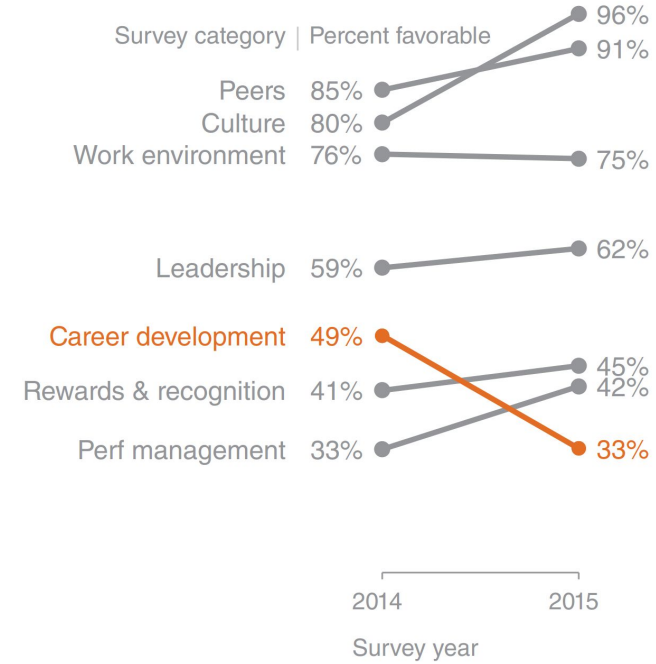 96%
Survey category | Percent favorable
91%
Peers 85%
Culture 80%
Work environment 76% 75%
62%
Leadership 59%
Career development 49%
45%
Rewards & recognition 41% 42%
Perf management 33% 33%
2014 2015
Survey year